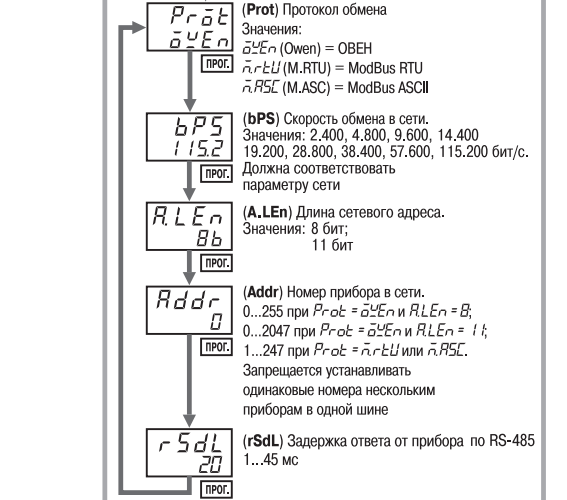 Prot
(Prot) Протокол обмена
oYEn
Значения:
oYEn (Owen) = ОВЕН
ПРОГ.
n.rtU (M.RTU) = ModBus RTU
n.ASC (M.ASC) = ModBus ASCII
bPS
115.2
(bPS) Скорость обмена в сети.
Значения: 2.400, 4.800, 9.600, 14.400
19.200, 28.800, 38.400, 57.600, 115.200 бит/с.
ПРОГ.
Должна соответствовать
параметру сети
A.LEn
8b
(A.LEn) Длина сетевого адреса.
Значения: 8 бит;
11 бит
ПРОГ.
Addr
0
(Addr) Номер прибора в сети.
0...255 при Prot = oYEn и A.LEn = 8;
0...2047 при Prot = oYEn и A.LEn = 11;
ПРОГ.
1...247 при Prot = n.rtU или n.ASC.
Запрещается устанавливать
одинаковые номера нескольким
приборам в одной шине
rSdL
20
(rSdL) Задержка ответа от прибора по RS-485
1...45 мс
ПРОГ.